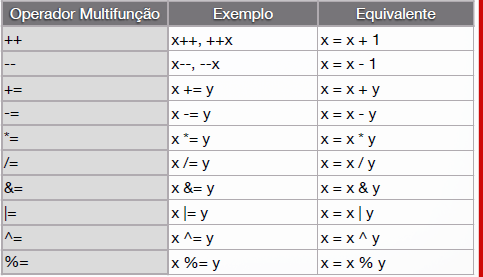 Operador Multifunção Exemplo Equivalente
++ x++, ++x x = x + 1
-- x--, --x x = x - 1
+= x += y x = x + y
-= x -= y x = x - y
*= x *= y x = x * y
/= x /= y x = x / y
&= x &= y x = x & y
|= x |= y x = x | y
^= x ^= y x = x ^ y
%= x %= y x = x % y